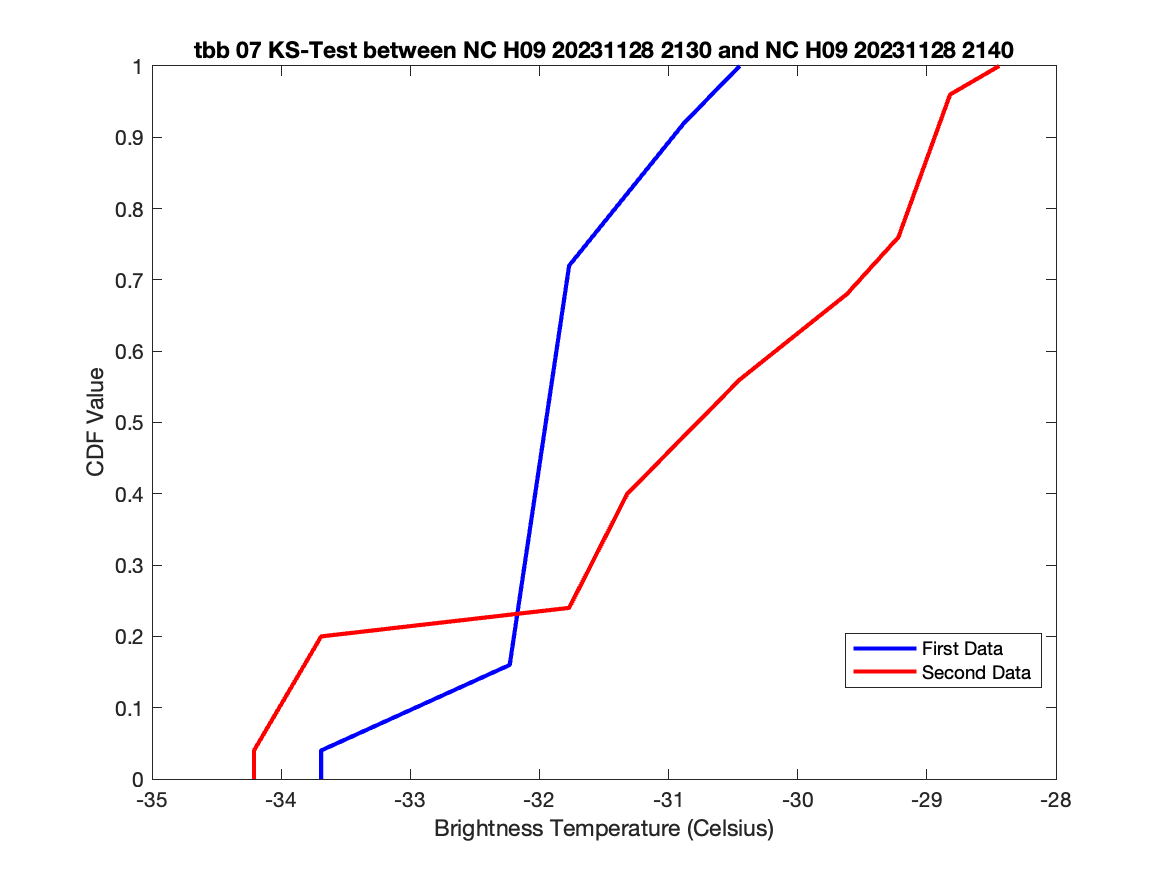 tbb 07 KS-Test between NC H09 20231128 2130 and NC H09 20231128 2140
1
0.9
0.8
0.7
0.6
0.5
0.4
0.3
0.2
0.1
0
CDF Value
First Data
Second Data
-35 -34 -33 -32 -31 -30 -29 -28
Brightness Temperature (Celsius)